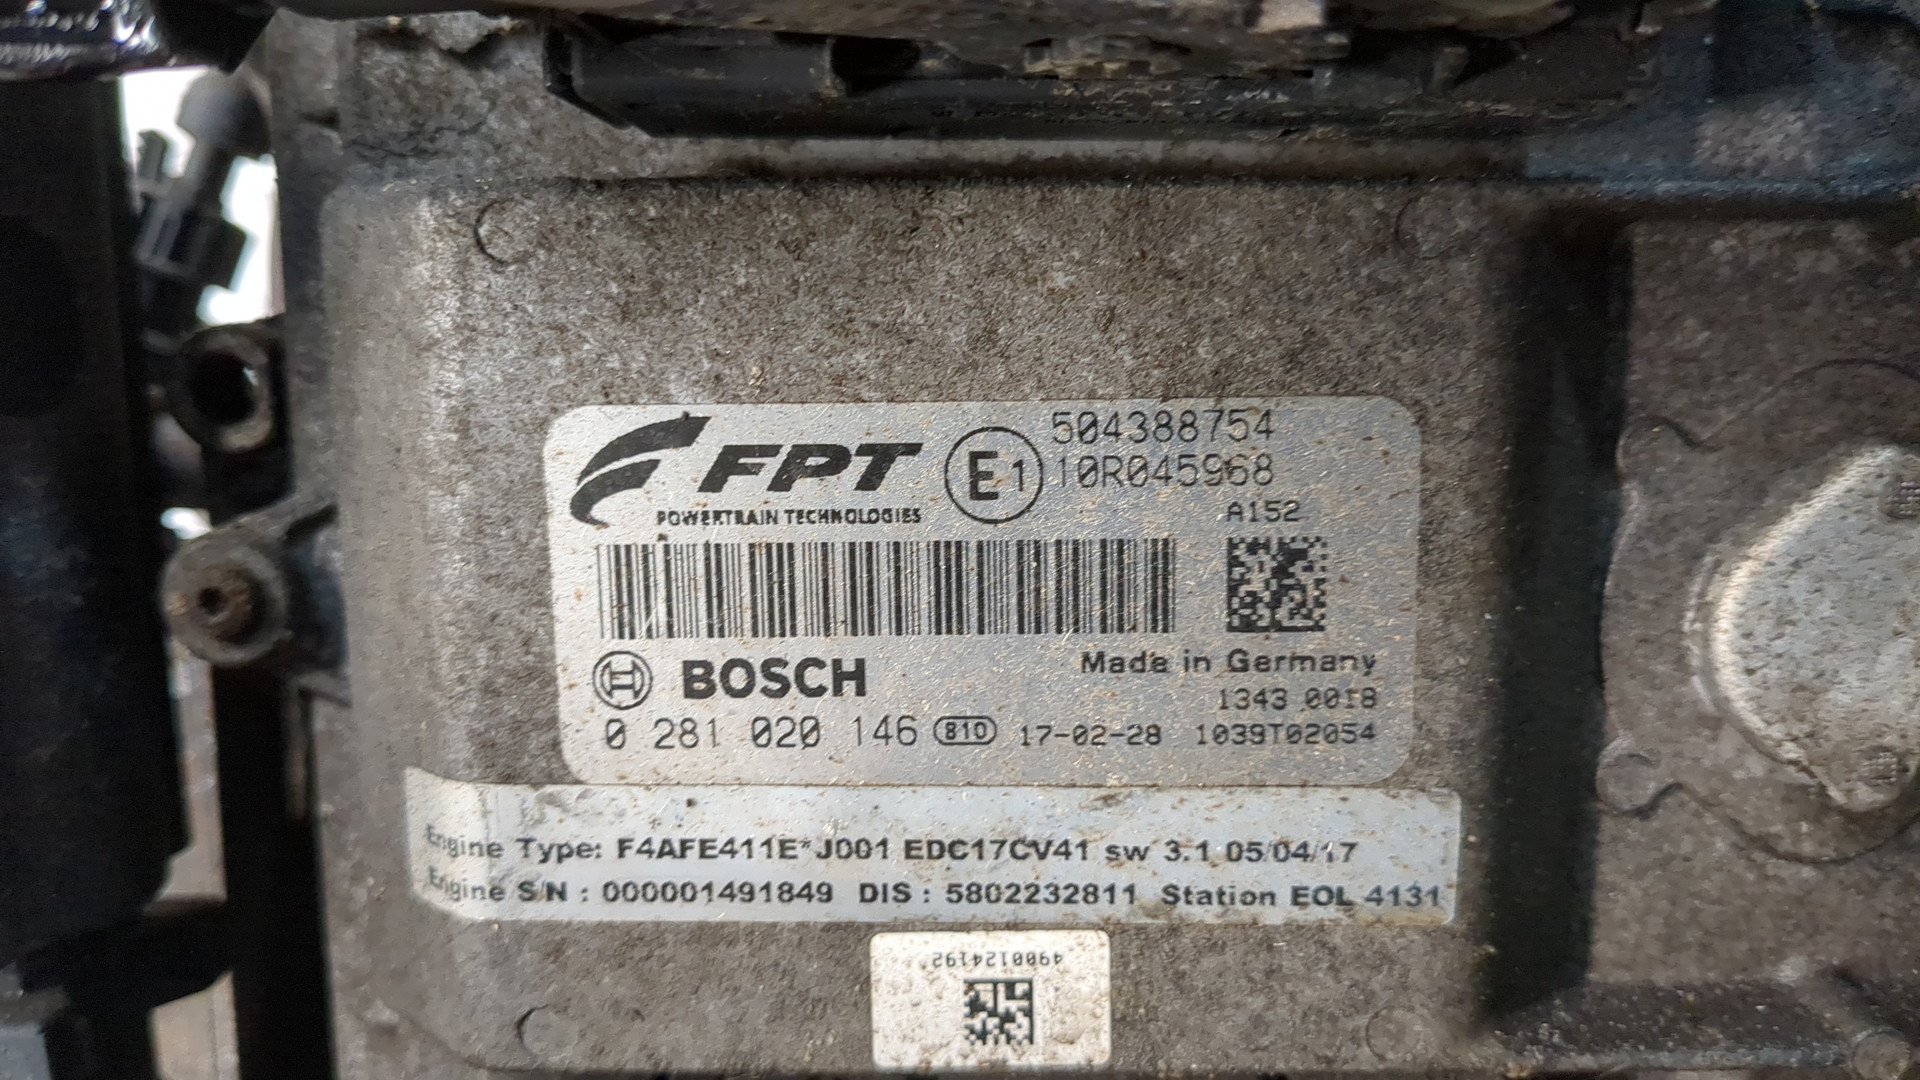 FPT
POWERTRAIN TECHNOLOGIES
E1
504388754
10R045968
A152
BOSCH
Made in Germany
1343 0018
0 281 020 146 810 17-02-28 1039T02054
Engine Type: F4AFE411E*J001 EDC17CV41 sw 3.1 05/04/17
Engine S/N : 000001491849 DIS : 5802232811 Station EOL 4131
4900124192